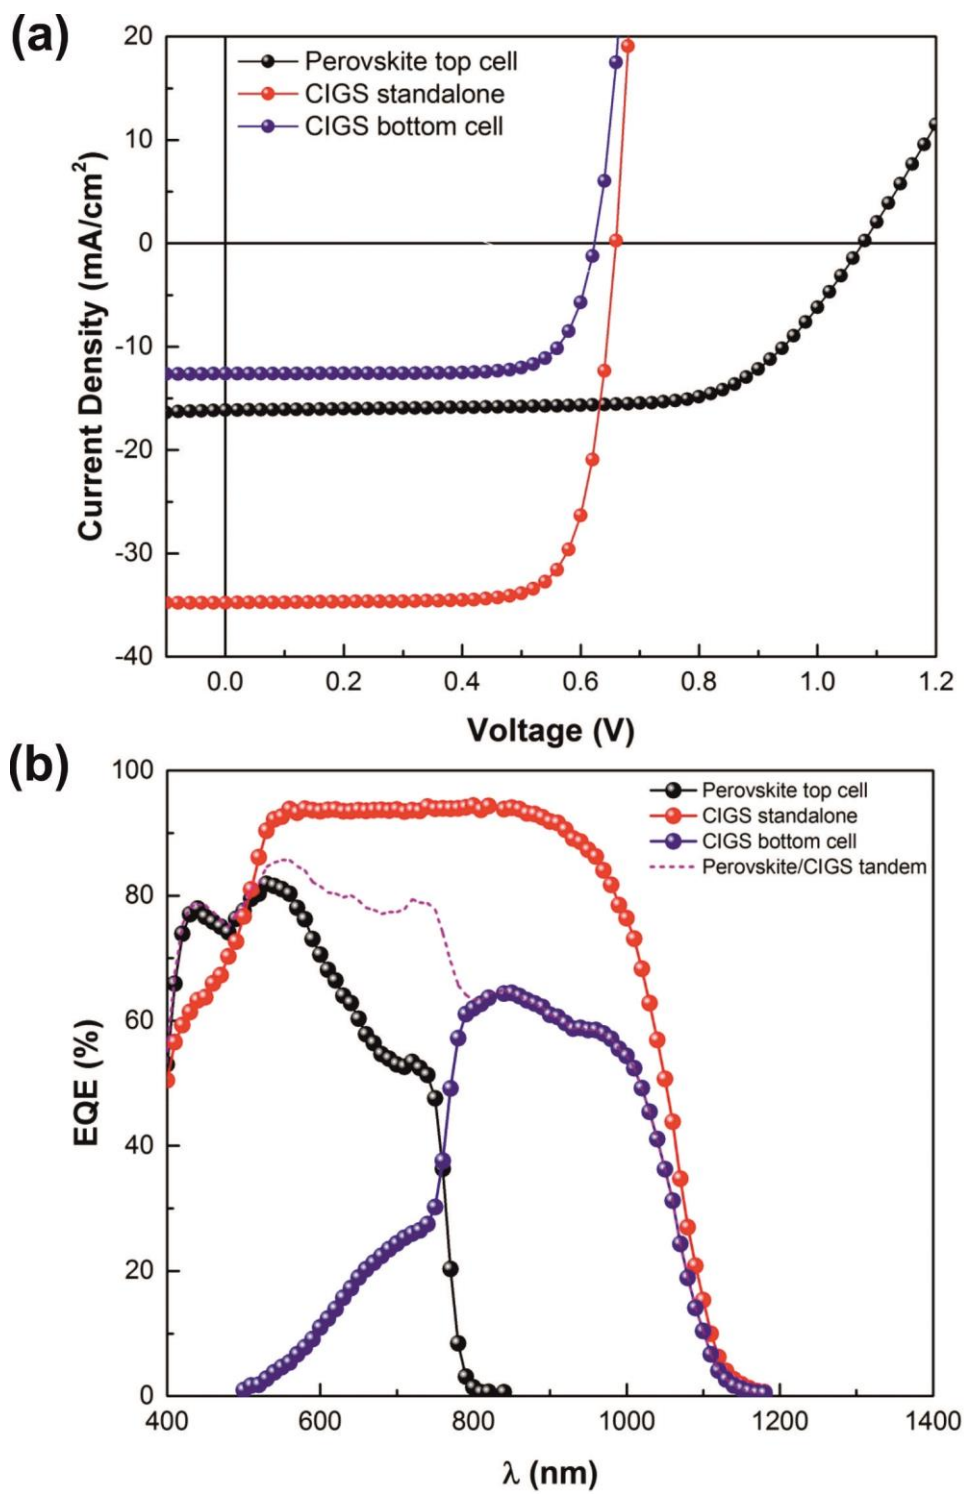 (a)
20
10
0
-10
-20
-30
-40
Current Density (mA/cm²)
Perovskite top cell
CIGS standalone
CIGS bottom cell
0.0 0.2 0.4 0.6 0.8 1.0 1.2
Voltage (V)
(b)
100
80
60
40
20
0
EQE (%)
Perovskite top cell
CIGS standalone
CIGS bottom cell
Perovskite/CIGS tandem
400 600 800 1000 1200 1400
λ (nm)